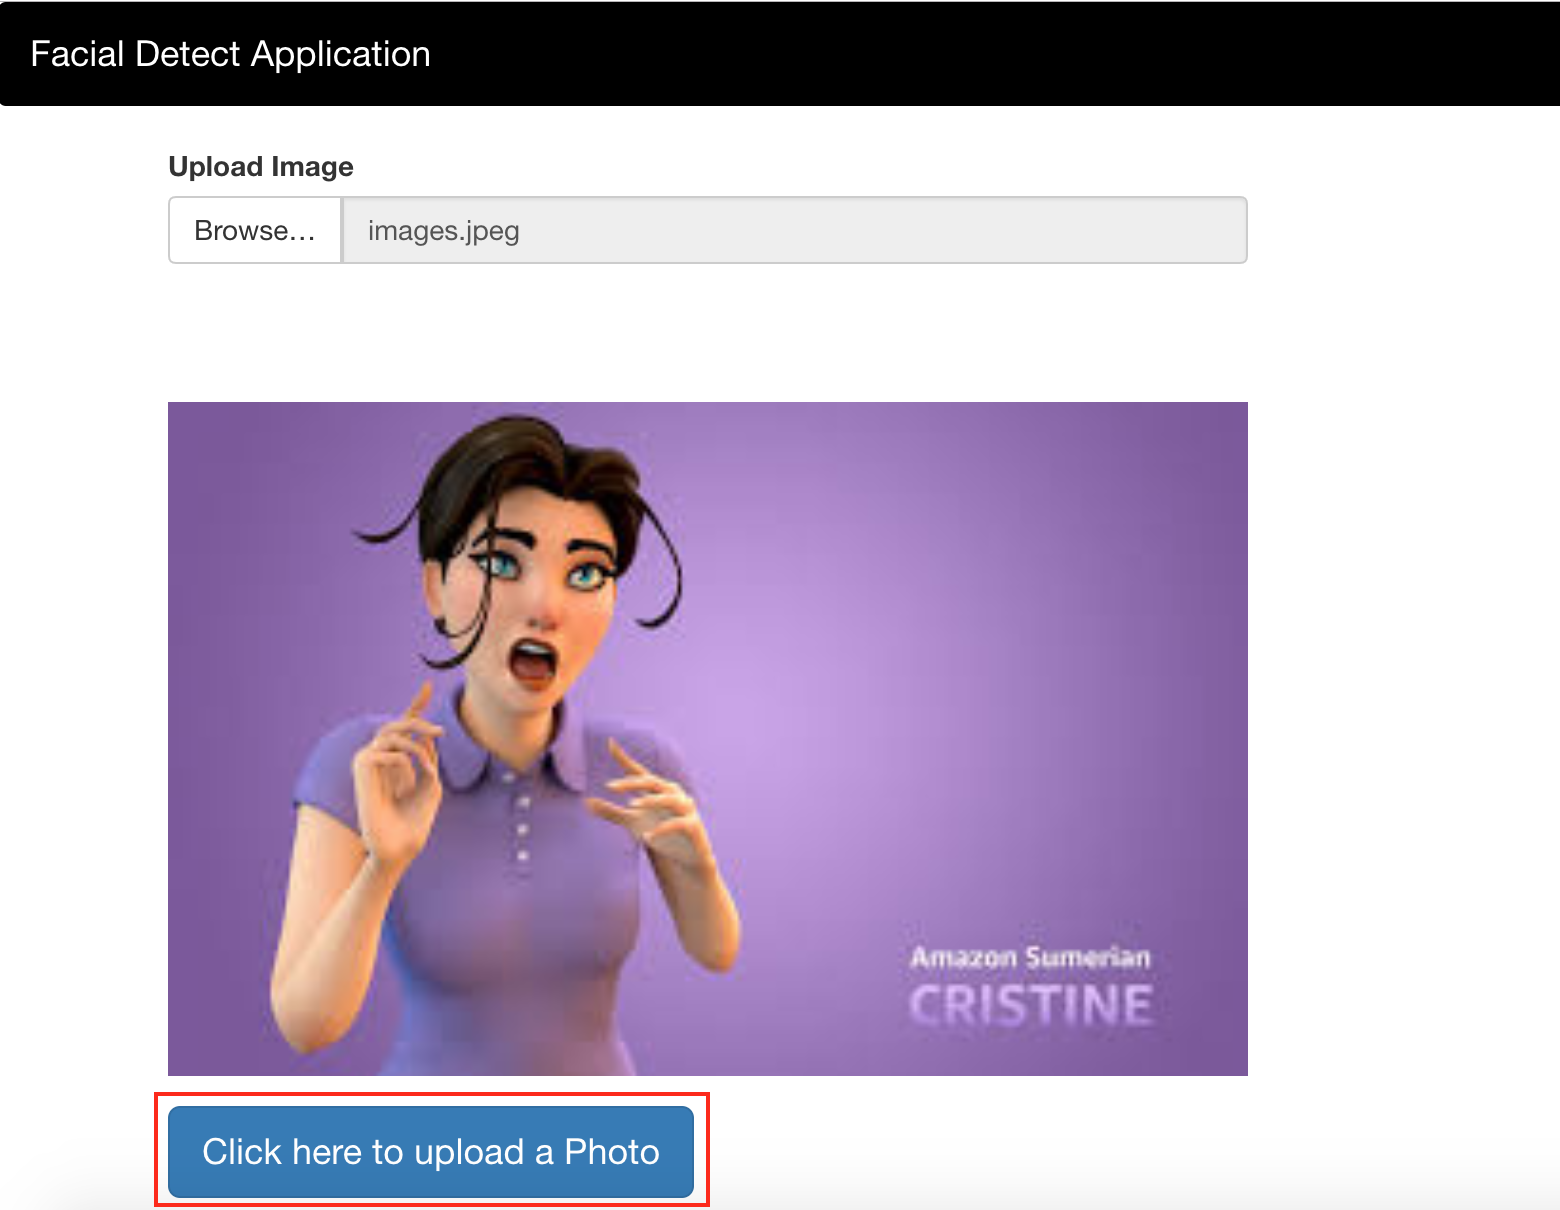 Facial Detect Application
Upload Image
Browse...
images.jpeg
Amazon Sumerian
CRISTINE
Click here to upload a Photo